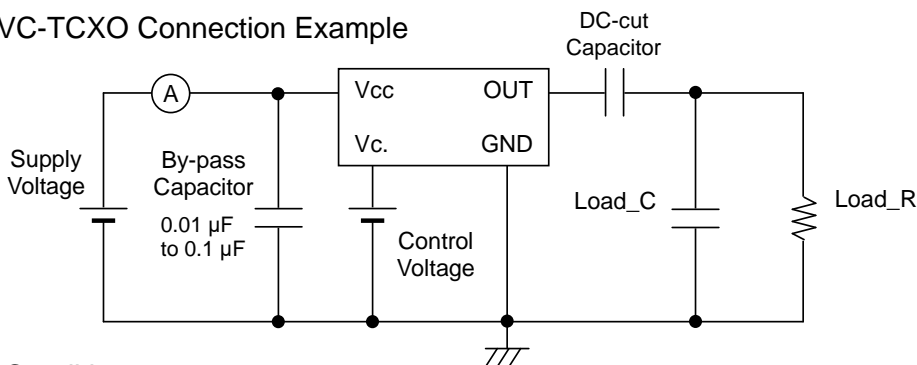 VC-TCXO Connection Example
DC-cut
Capacitor
A
Vcc
OUT
Vc.
GND
Supply
Voltage
By-pass
Capacitor
0.01 µF
to 0.1 µF
Control
Voltage
Load_C
Load_R